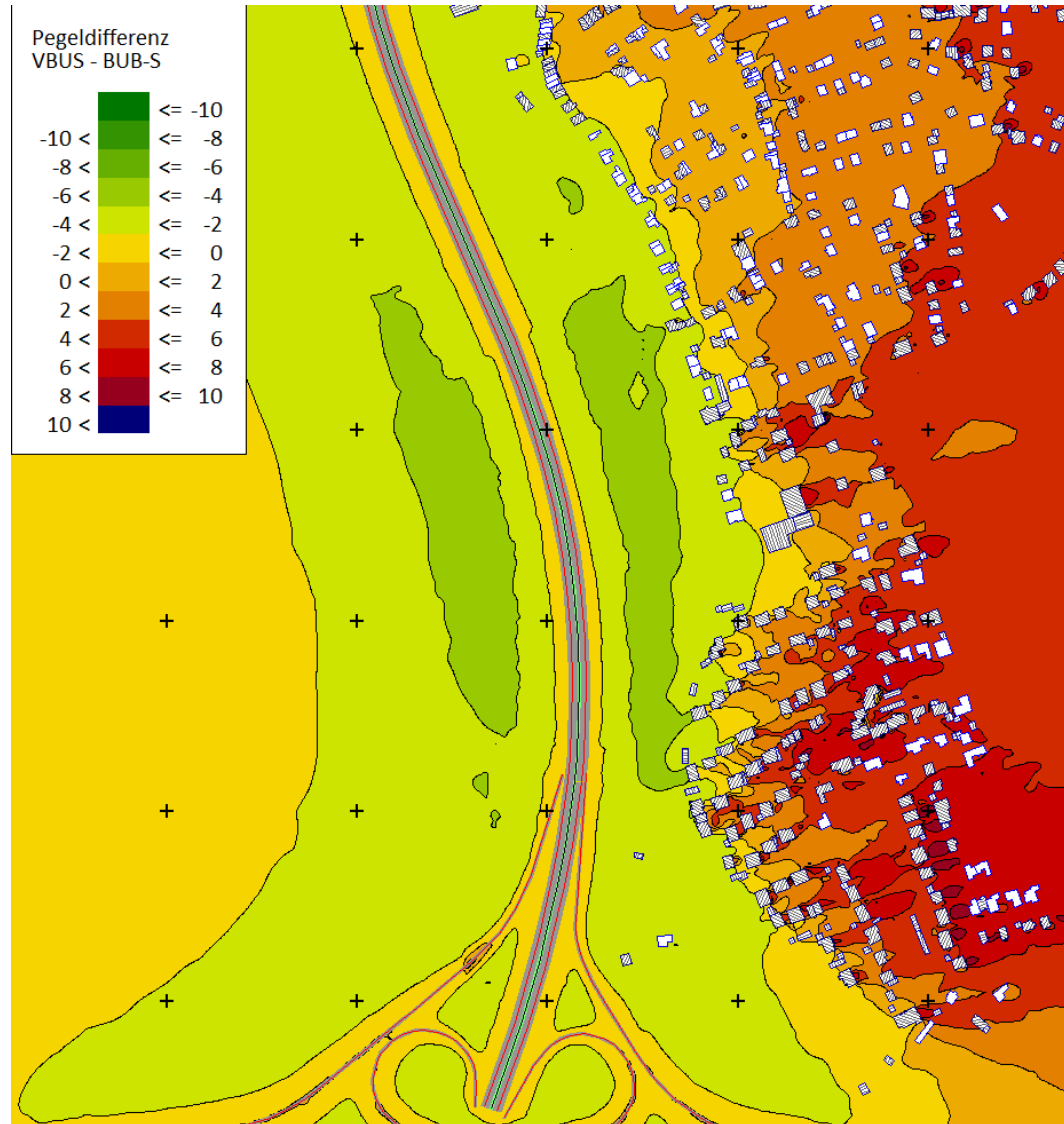 Pegeldifferenz
VBUS - BUB-S
<= -10
-10 < <= -8
-8 < <= -6
-6 < <= -4
-4 < <= -2
-2 < <= 0
0 < <= 2
2 < <= 4
4 < <= 6
6 < <= 8
8 < <= 10
10 <